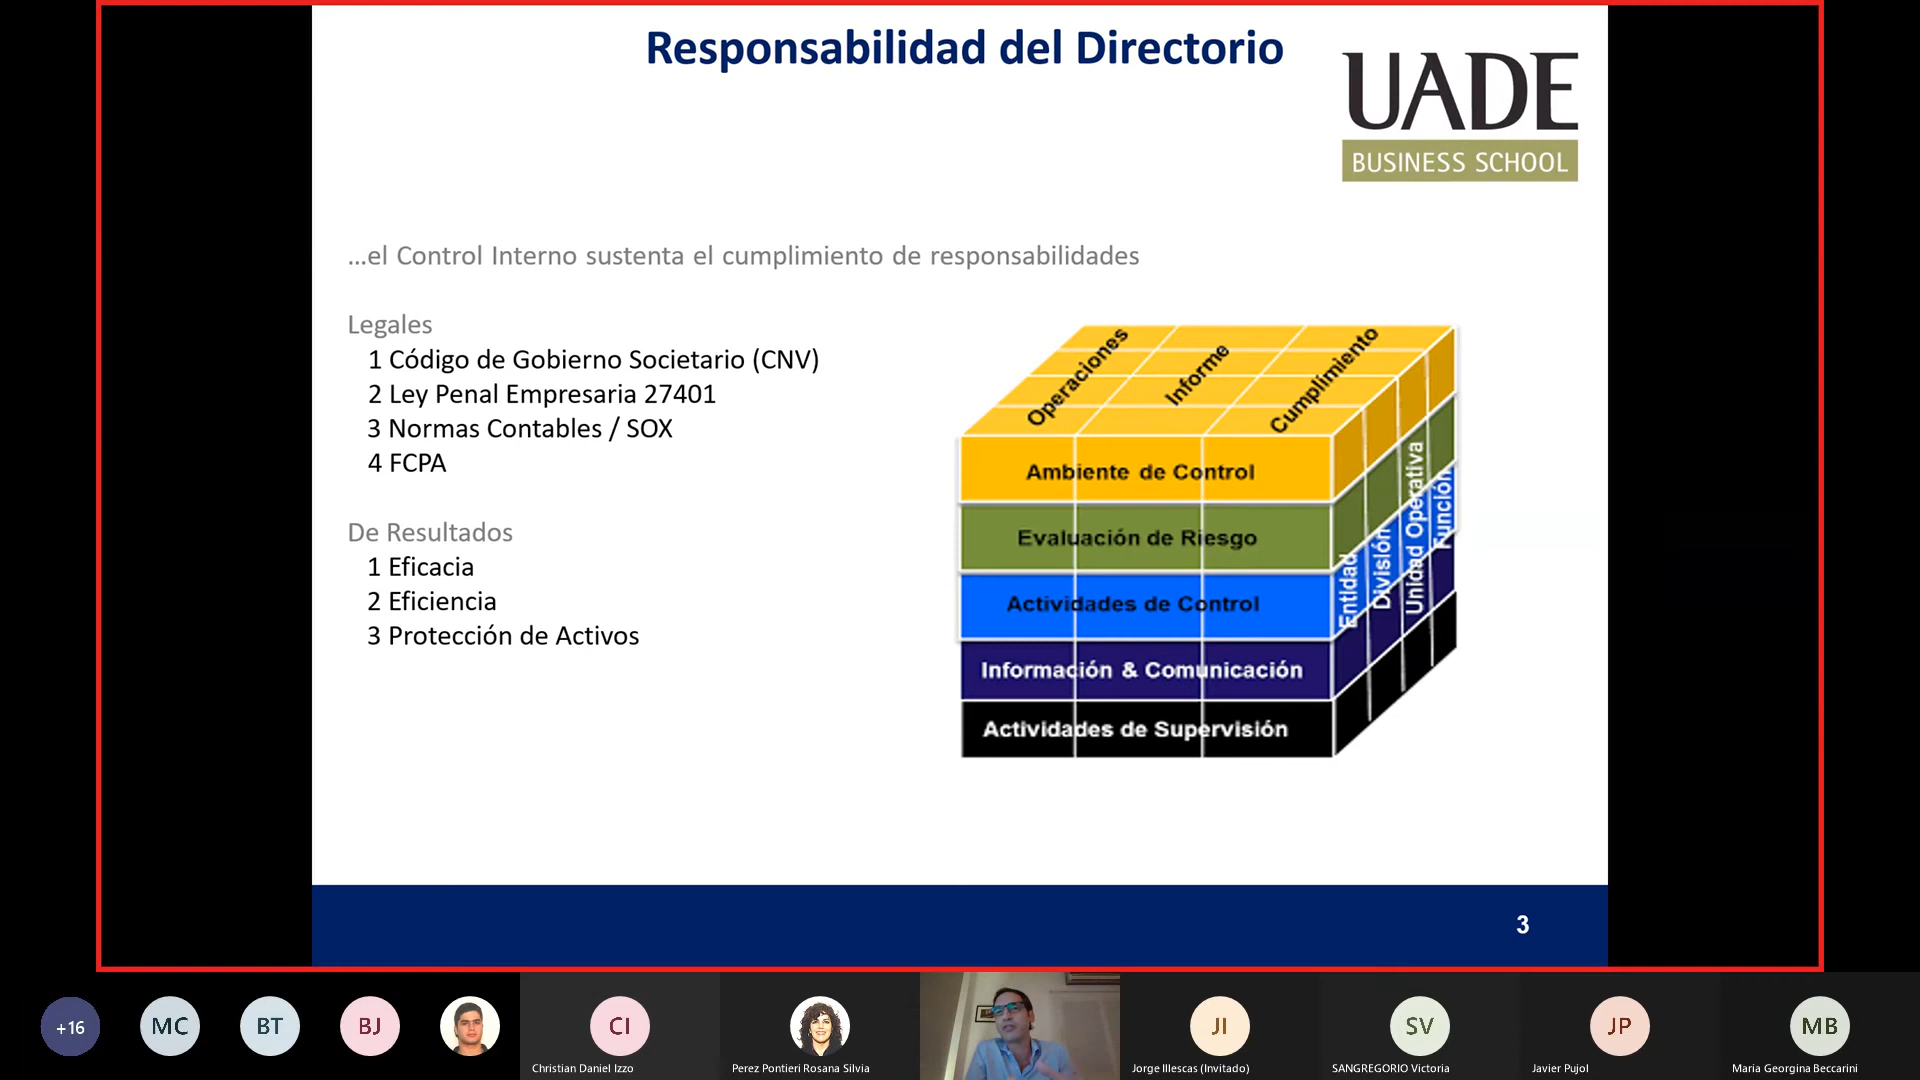 Responsabilidad del Directorio
UADE
BUSINESS SCHOOL
...el Control Interno sustenta el cumplimiento de responsabilidades
Legales
1 Código de Gobierno Societario (CNV)
2 Ley Penal Empresaria 27401
3 Normas Contables / SOX
4 FCPA
De Resultados
1 Eficacia
2 Eficiencia
3 Protección de Activos
Operaciones
Informe
Cumplimiento
Ambiente de Control
Evaluación de Riesgo
Actividades de Control
Información & Comunicación
Actividades de Supervisión
Entidad
División
Unidad Operativa
Función
3
+16
MC
BT
BJ
CI
JI
SV
JP
MB
Christian Daniel Izzo
Perez Pontieri Rosana Silvia
Jorge Illescas (Invitado)
SANGREGORIO Victoria
Javier Pujol
Maria Georgina Beccarini